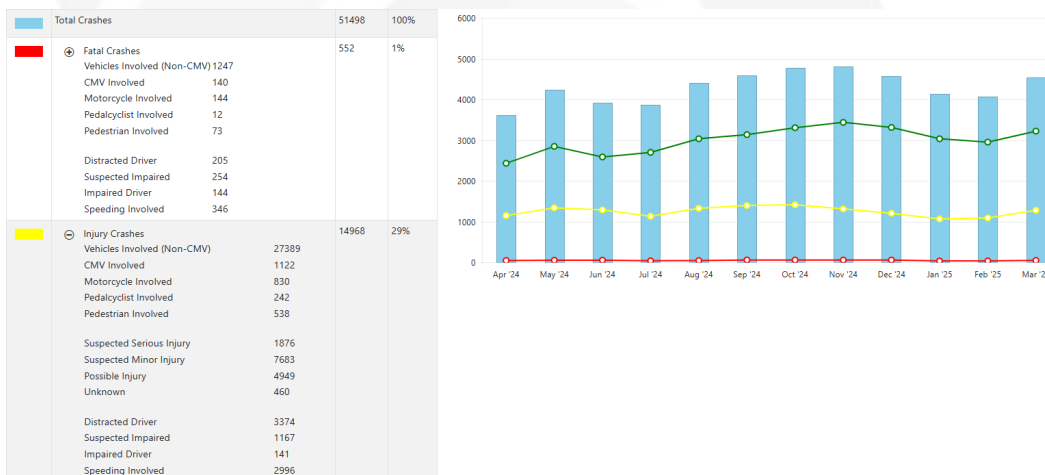 Total Crashes 51498 100%
Fatal Crashes 552 1%
Vehicles Involved (Non-CMV) 1247
CMV Involved 140
Motorcycle Involved 144
Pedalcyclist Involved 12
Pedestrian Involved 73
Distracted Driver 205
Suspected Impaired 254
Impaired Driver 144
Speeding Involved 346
Injury Crashes 14968 29%
Vehicles Involved (Non-CMV) 27389
CMV Involved 1122
Motorcycle Involved 830
Pedalcyclist Involved 242
Pedestrian Involved 538
Suspected Serious Injury 1876
Suspected Minor Injury 7683
Possible Injury 4949
Unknown 460
Distracted Driver 3374
Suspected Impaired 1167
Impaired Driver 141
Speeding Involved 2996
6000
5000
4000
3000
2000
1000
0
Apr '24 May '24 Jun '24 Jul '24 Aug '24 Sep '24 Oct '24 Nov '24 Dec '24 Jan '25 Feb '25 Mar '2